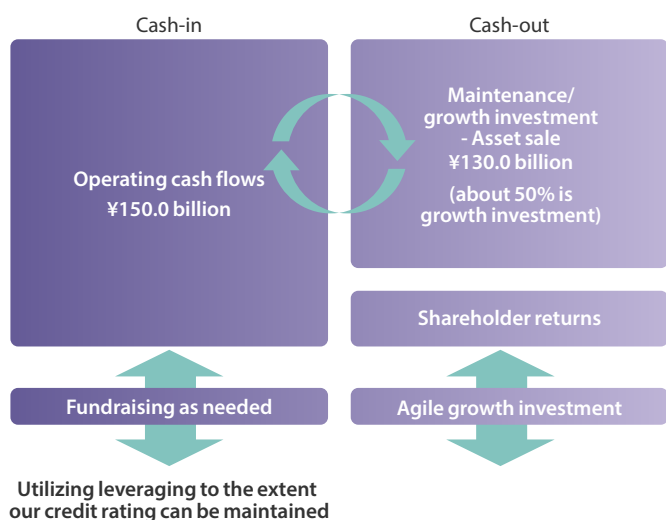 Cash-in
Operating cash flows
¥150.0 billion
Fundraising as needed
Utilizing leveraging to the extent
our credit rating can be maintained
Cash-out
Maintenance/
growth investment
- Asset sale
¥130.0 billion
(about 50% is
growth investment)
Shareholder returns
Agile growth investment